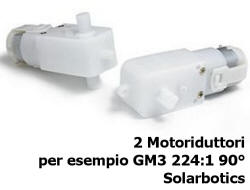 2 Motoriduttori
per esempio GM3 224:1 90°
Solarbotics